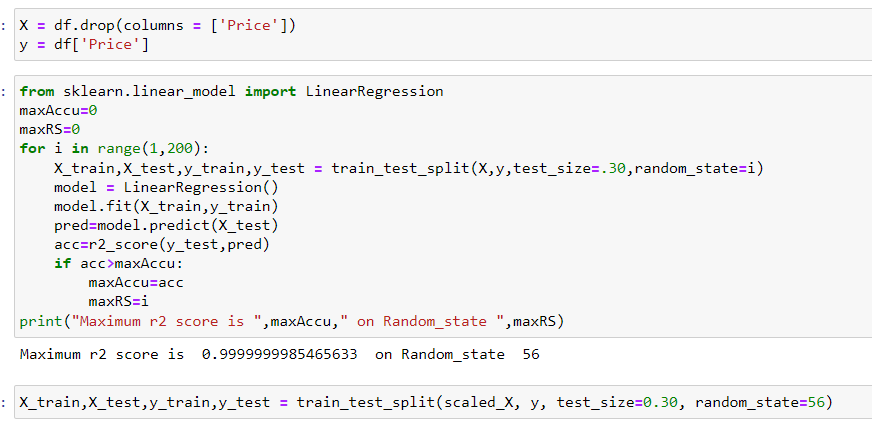 : X = df.drop(columns = ['Price'])
y = df['Price']
: from sklearn.linear_model import LinearRegression
maxAccu=0
maxRS=0
for i in range(1,200):
    X_train,X_test,y_train,y_test = train_test_split(X,y,test_size=.30,random_state=i)
    model = LinearRegression()
    model.fit(X_train,y_train)
    pred=model.predict(X_test)
    acc=r2_score(y_test,pred)
    if acc>maxAccu:
        maxAccu=acc
        maxRS=i
print("Maximum r2 score is ",maxAccu," on Random_state ",maxRS)
Maximum r2 score is  0.9999999985465633  on Random_state  56
: X_train,X_test,y_train,y_test = train_test_split(scaled_X, y, test_size=0.30, random_state=56)